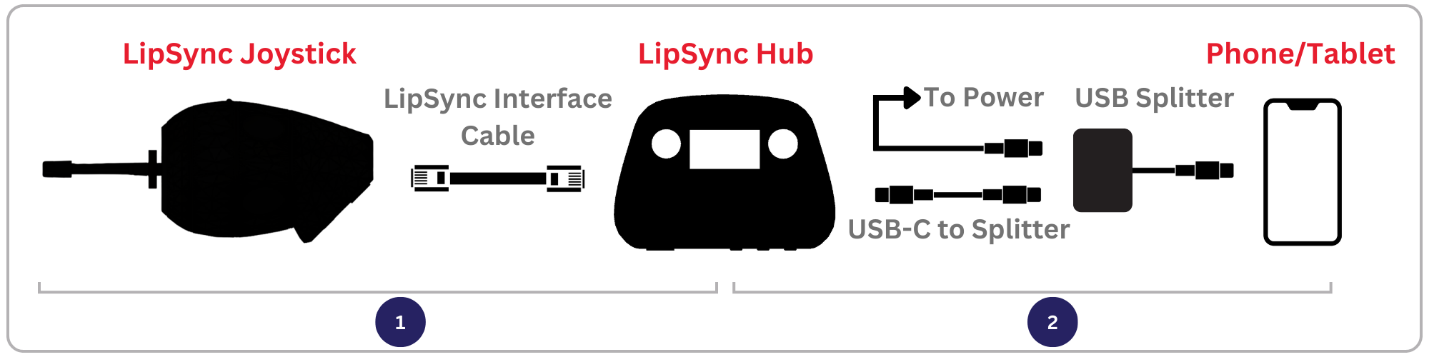 LipSync Joystick
LipSync Hub
Phone/Tablet
LipSync Interface
Cable
To Power
USB Splitter
USB-C to Splitter
1
2